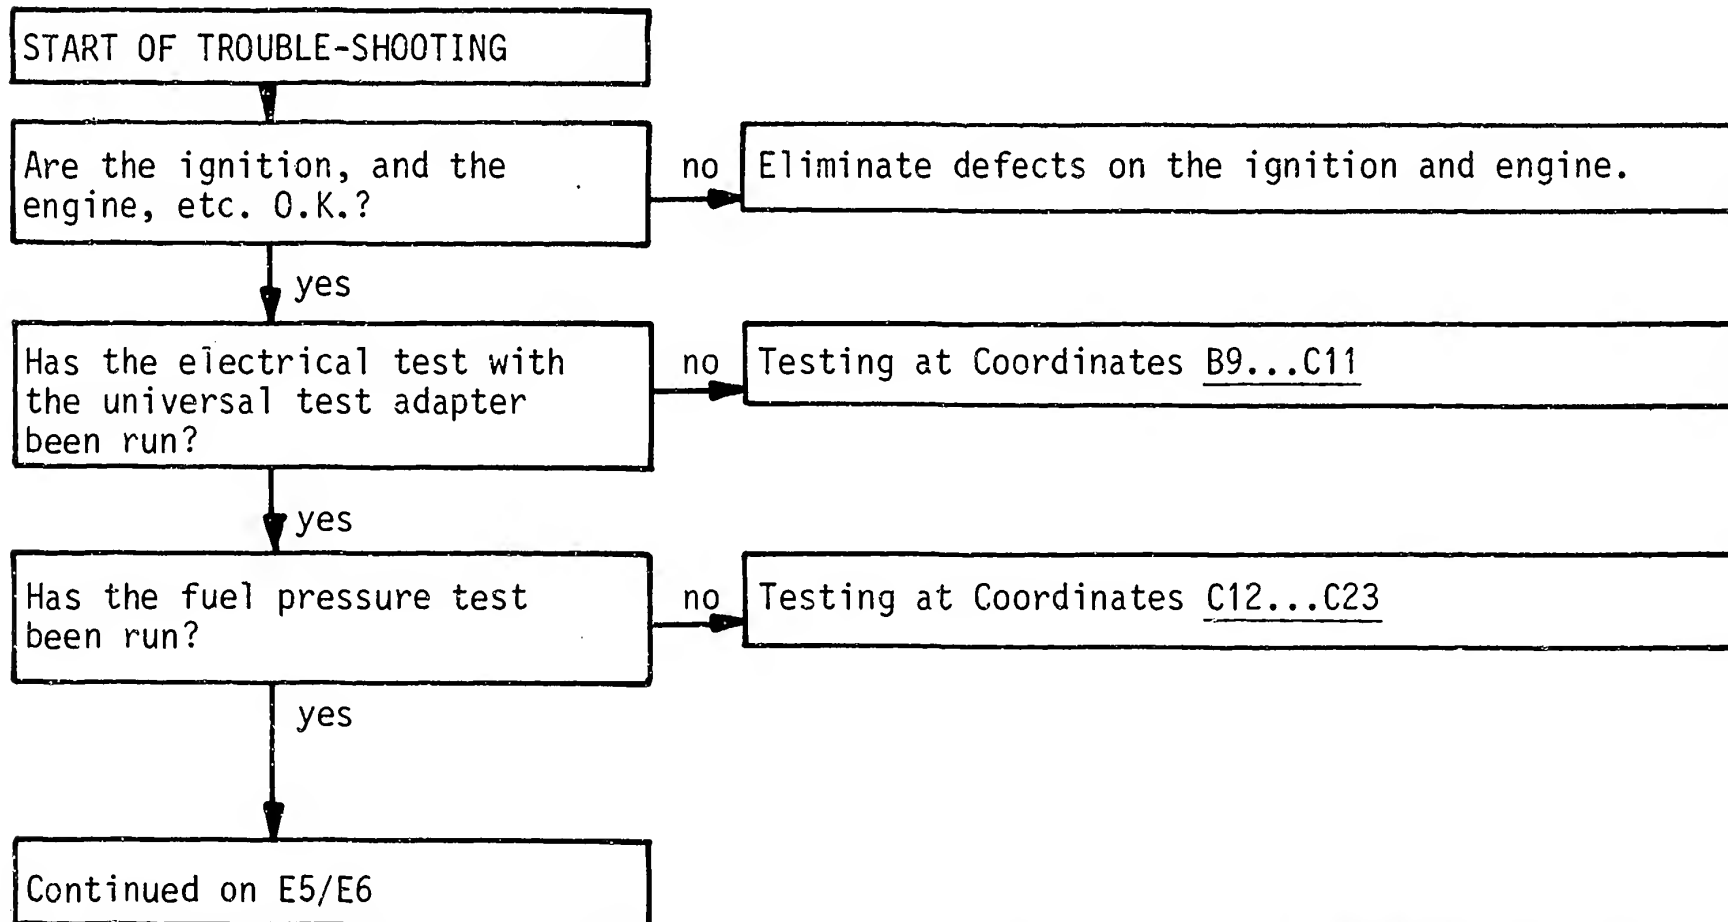 START OF TROUBLE-SHOOTING
Are the ignition, and the
engine, etc. O.K.?
no
Eliminate defects on the ignition and engine.
yes
Has the electrical test with
the universal test adapter
been run?
no
Testing at Coordinates B9...C11
yes
Has the fuel pressure test
been run?
no
Testing at Coordinates C12...C23
yes
Continued on E5/E6